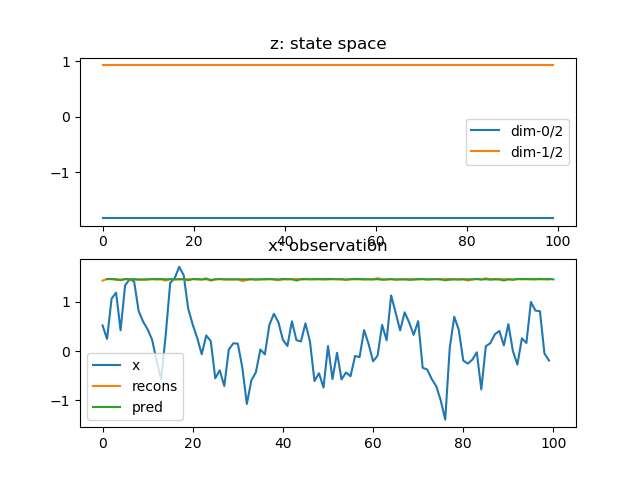 z: state space
1
0
−1
dim-0/2
dim-1/2
0 20 40 60 80 100
x: observation
1
0
−1
x
recons
pred
0 20 40 60 80 100